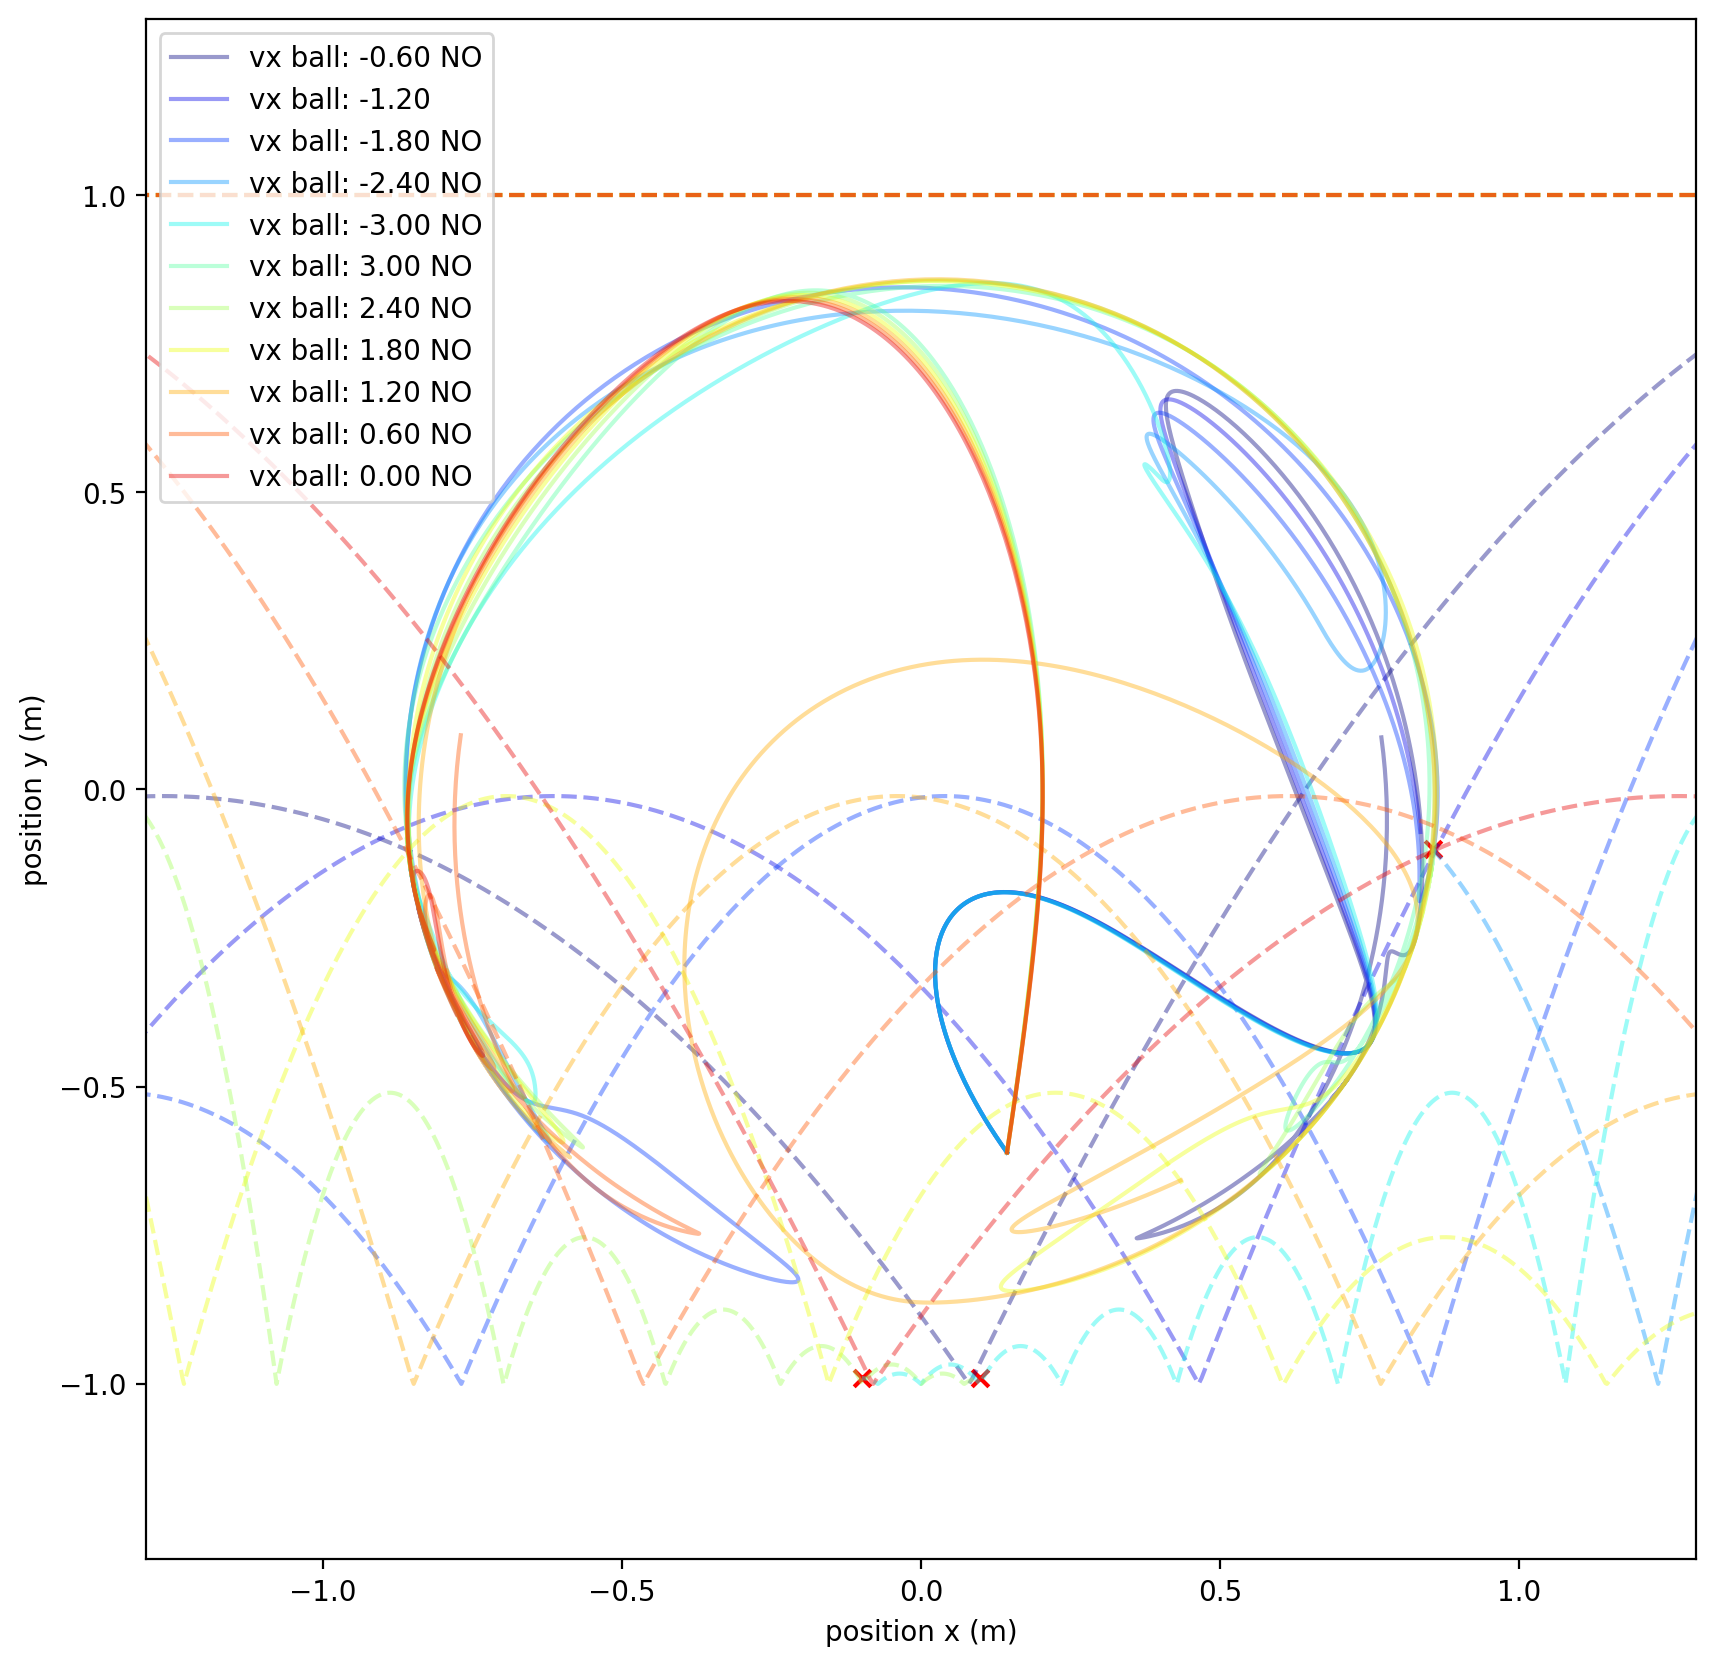 vx ball: -0.60 NO
vx ball: -1.20
vx ball: -1.80 NO
vx ball: -2.40 NO
vx ball: -3.00 NO
vx ball: 3.00 NO
vx ball: 2.40 NO
vx ball: 1.80 NO
vx ball: 1.20 NO
vx ball: 0.60 NO
vx ball: 0.00 NO
1.0
0.5
0.0
−0.5
−1.0
position y (m)
−1.0 −0.5 0.0 0.5 1.0
position x (m)